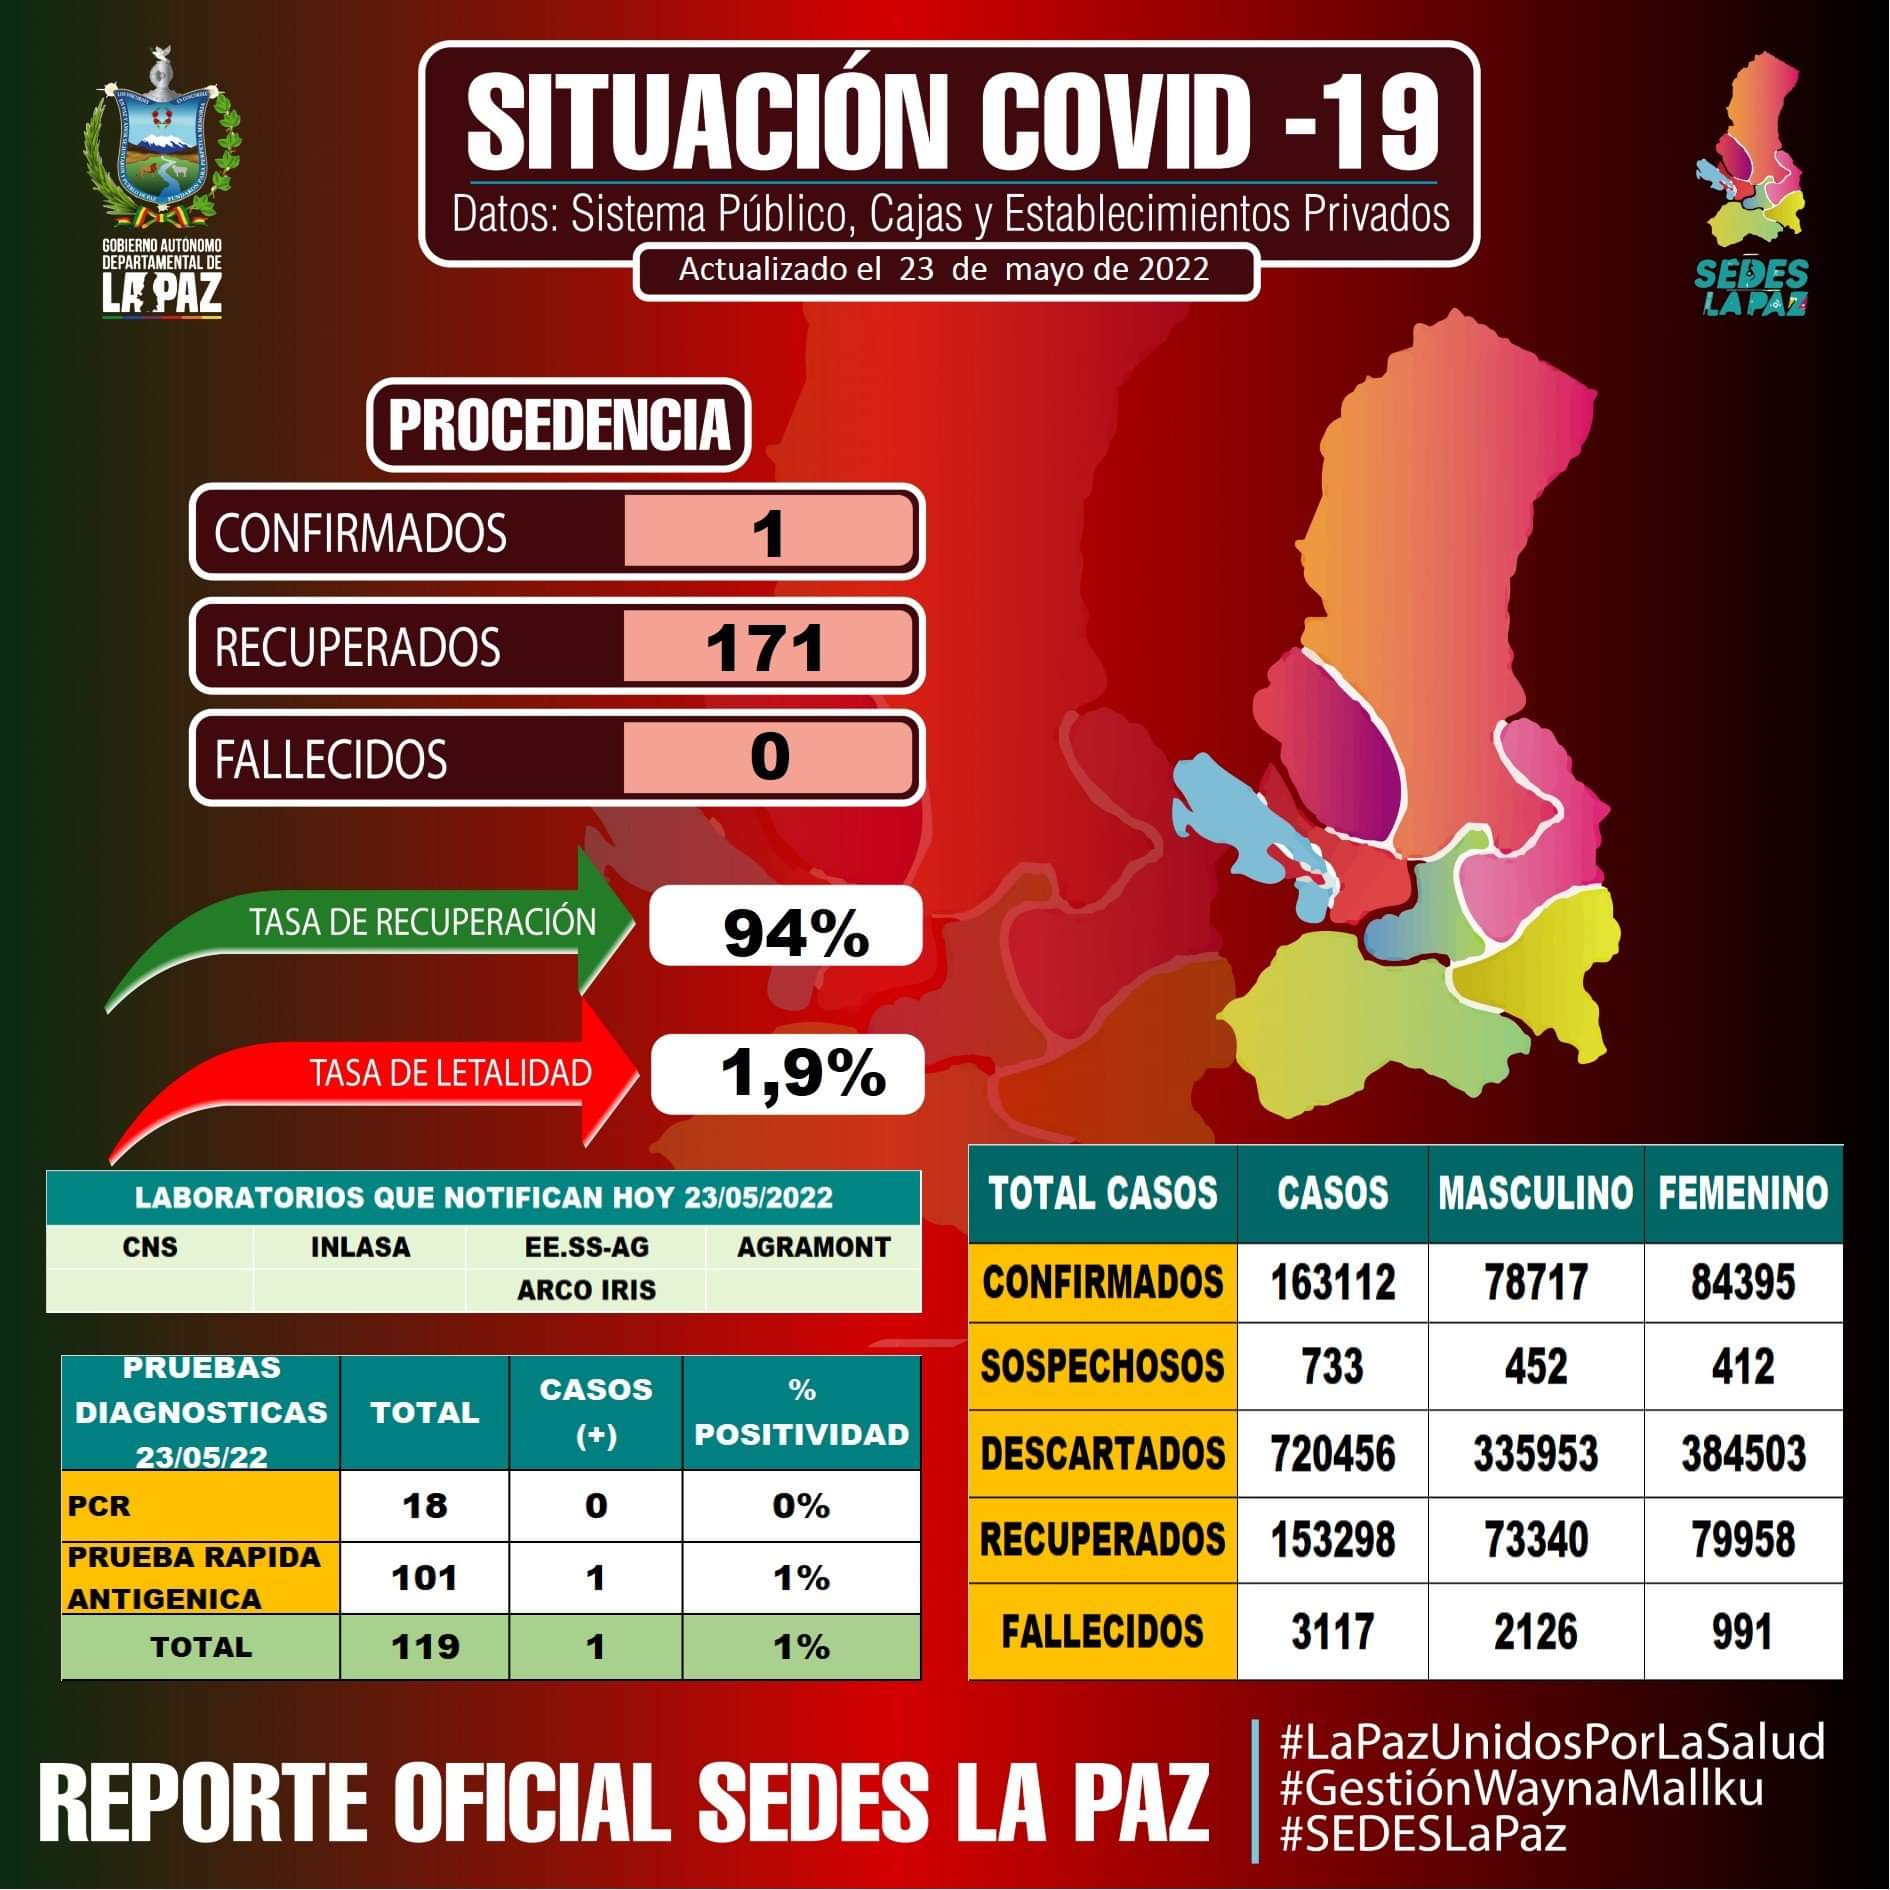 SITUACIÓN COVID -19
Datos: Sistema Público, Cajas y Establecimientos Privados
Actualizado el 23 de mayo de 2022
GOBIERNO AUTÓNOMO
DEPARTAMENTAL DE
LA PAZ
SEDES
LA PAZ
PROCEDENCIA
CONFIRMADOS 1
RECUPERADOS 171
FALLECIDOS 0
TASA DE RECUPERACIÓN 94%
TASA DE LETALIDAD 1,9%
LABORATORIOS QUE NOTIFICAN HOY 23/05/2022
CNS INLASA EE.SS-AG AGRAMONT
ARCO IRIS
PRUEBAS
DIAGNOSTICAS
23/05/22
TOTAL
CASOS
(+)
%
POSITIVIDAD
PCR 18 0 0%
PRUEBA RAPIDA
ANTIGENICA
101 1 1%
TOTAL 119 1 1%
TOTAL CASOS CASOS MASCULINO FEMENINO
CONFIRMADOS 163112 78717 84395
SOSPECHOSOS 733 452 412
DESCARTADOS 720456 335953 384503
RECUPERADOS 153298 73340 79958
FALLECIDOS 3117 2126 991
REPORTE OFICIAL SEDES LA PAZ
#LaPazUnidosPorLaSalud
#GestiónWaynaMallku
#SEDESLaPaz